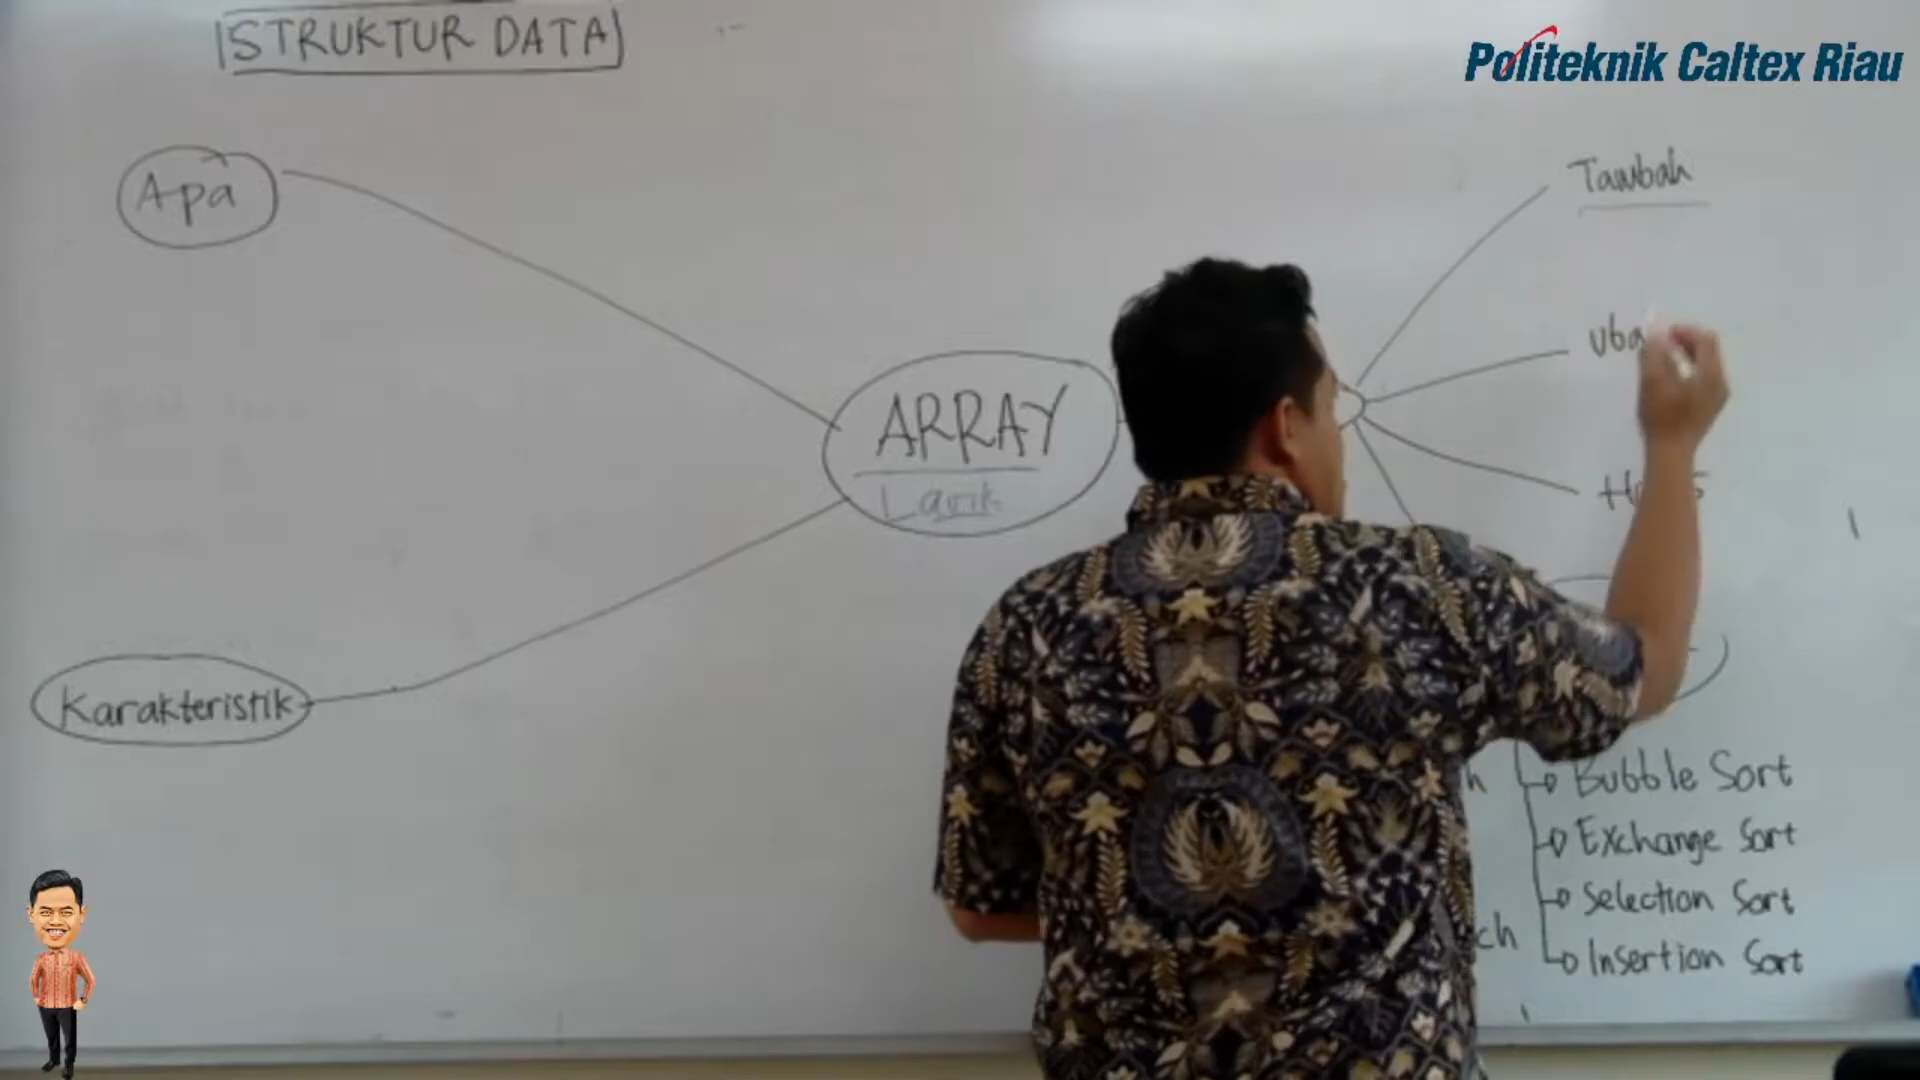 STRUKTUR DATA
Politeknik Caltex Riau
Apa
Tambah
ARRAY
Larik
Karakteristik
Bubble Sort
Exchange Sort
Selection Sort
Insertion Sort